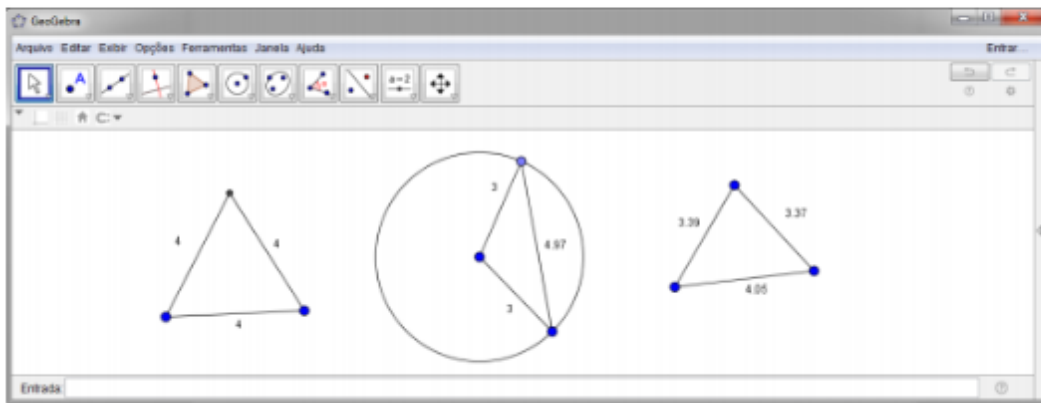 GeoGebra
Arquivo Editar Exibir Opções Ferramentas Janela Ajuda Entrar...
A
a=2
3
4 4 3.39 3.37
4.97
4.05
3
4
Entrada: